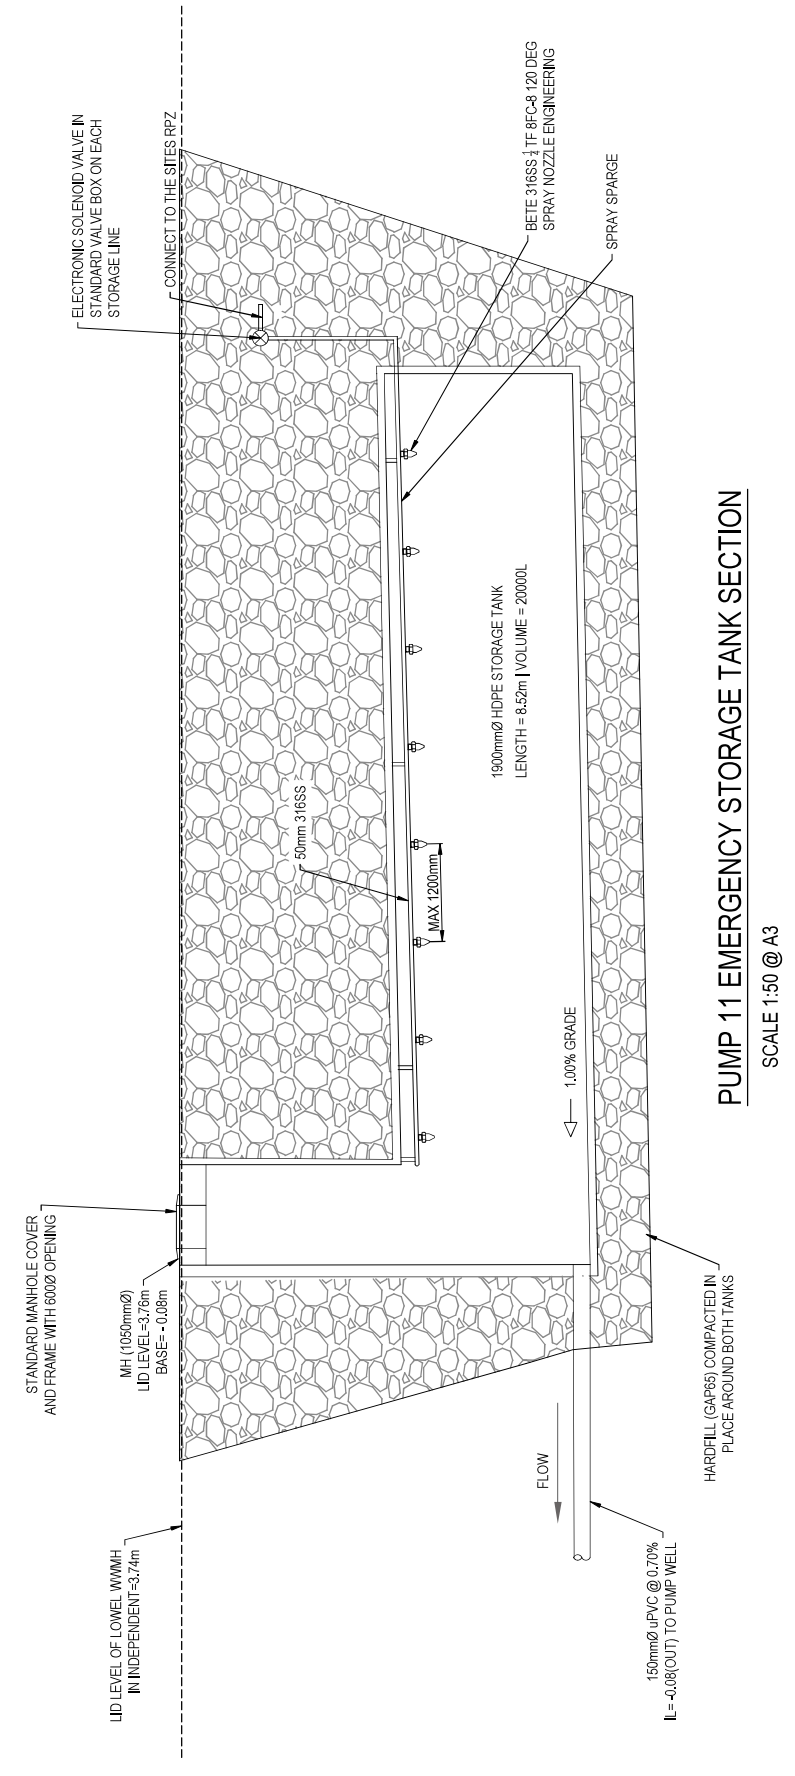 ELECTRONIC SOLENOID VALVE IN
STANDARD VALVE BOX ON EACH
STORAGE LINE
CONNECT TO THE SITES RPZ
BETE 316SS ½ TF 8FC-8 120 DEG
SPRAY NOZZLE ENGINEERING
SPRAY SPARGE
50mm 316SS
MAX 1200mm
1900mmØ HDPE STORAGE TANK
LENGTH = 8.52m | VOLUME = 20000L
1.00% GRADE
STANDARD MANHOLE COVER
AND FRAME WITH 600Ø OPENING
MH (1050mmØ)
LID LEVEL=3.76m
BASE= - 0.08m
LID LEVEL OF LOWEL WWMH
IN INDEPENDENT=3.74m
FLOW
150mmØ uPVC @ 0.70%
IL= -0.08(OUT) TO PUMP WELL
HARDFILL (GAP65) COMPACTED IN
PLACE AROUND BOTH TANKS
PUMP 11 EMERGENCY STORAGE TANK SECTION
SCALE 1:50 @ A3